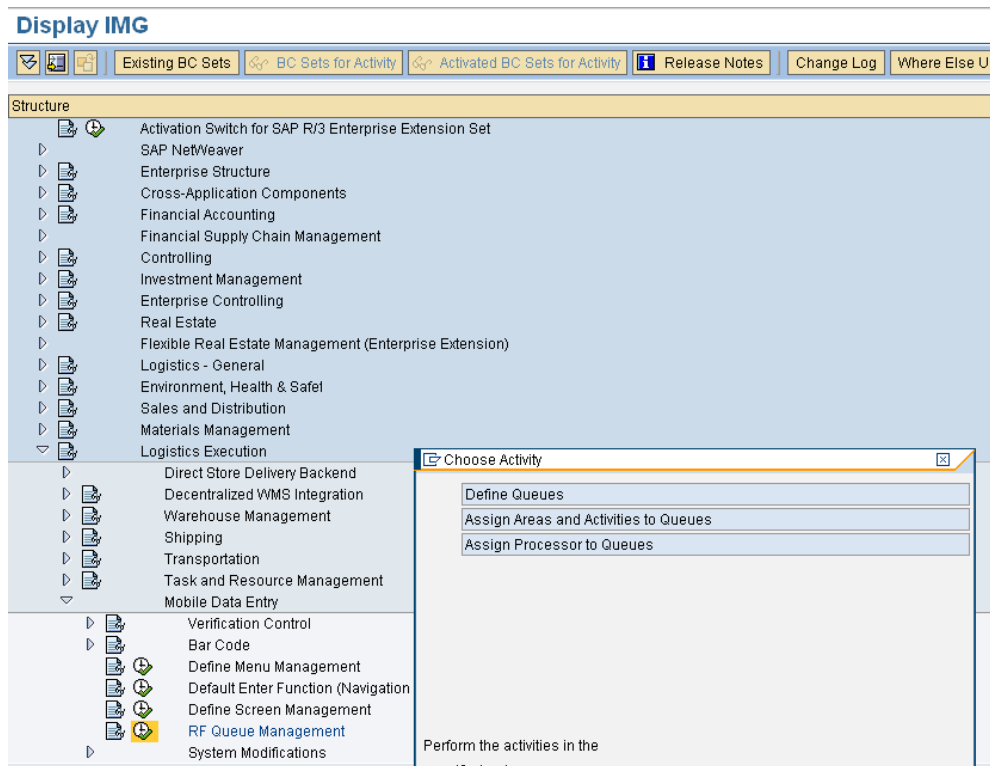 Display IMG
Existing BC Sets BC Sets for Activity Activated BC Sets for Activity Release Notes Change Log Where Else U
Structure
Activation Switch for SAP R/3 Enterprise Extension Set
SAP NetWeaver
Enterprise Structure
Cross-Application Components
Financial Accounting
Financial Supply Chain Management
Controlling
Investment Management
Enterprise Controlling
Real Estate
Flexible Real Estate Management (Enterprise Extension)
Logistics - General
Environment, Health & Safet
Sales and Distribution
Materials Management
Logistics Execution
Direct Store Delivery Backend
Decentralized WMS Integration
Warehouse Management
Shipping
Transportation
Task and Resource Management
Mobile Data Entry
Verification Control
Bar Code
Define Menu Management
Default Enter Function (Navigation
Define Screen Management
RF Queue Management
System Modifications
Choose Activity
Define Queues
Assign Areas and Activities to Queues
Assign Processor to Queues
Perform the activities in the